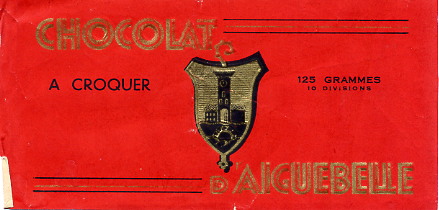 CHOCOLAT
A CROQUER
125 GRAMMES
10 DIVISIONS
D'AIGUEBELLE